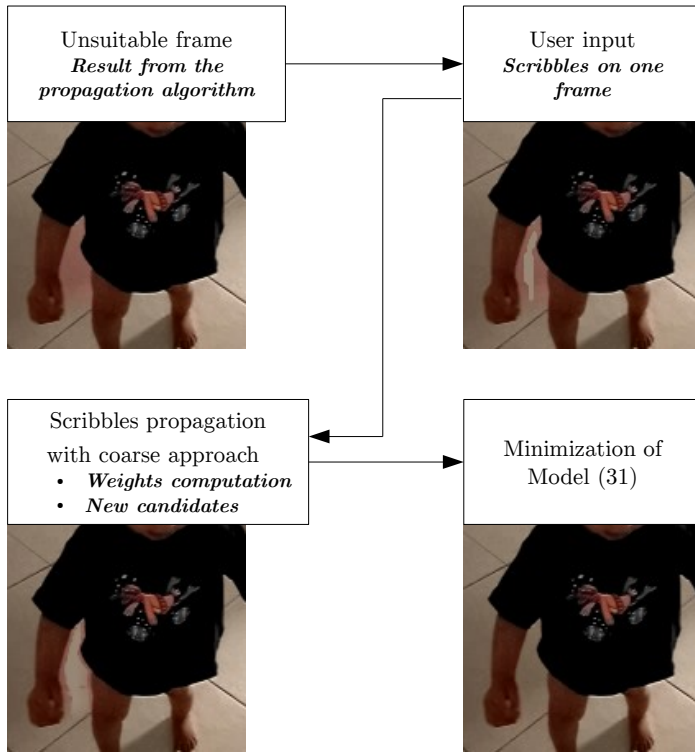 Unsuitable frame
Result from the
propagation algorithm
User input
Scribbles on one
frame
Scribbles propagation
with coarse approach
• Weights computation
• New candidates
Minimization of
Model (31)